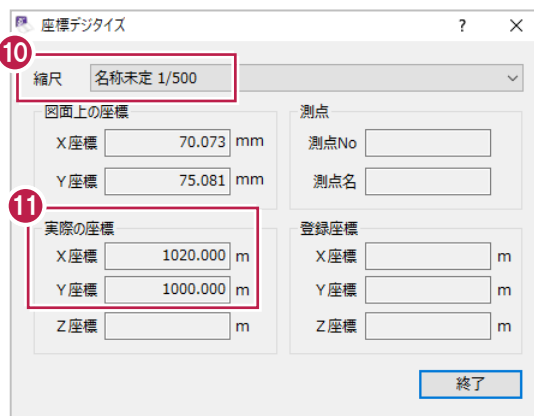 座標デジタイズ ? ×
10
縮尺 名称未定 1/500
図面上の座標
X座標 70.073 mm
Y座標 75.081 mm
測点
測点No
測点名
11
実際の座標
X座標 1020.000 m
Y座標 1000.000 m
Z座標 m
登録座標
X座標 m
Y座標 m
Z座標 m
終了